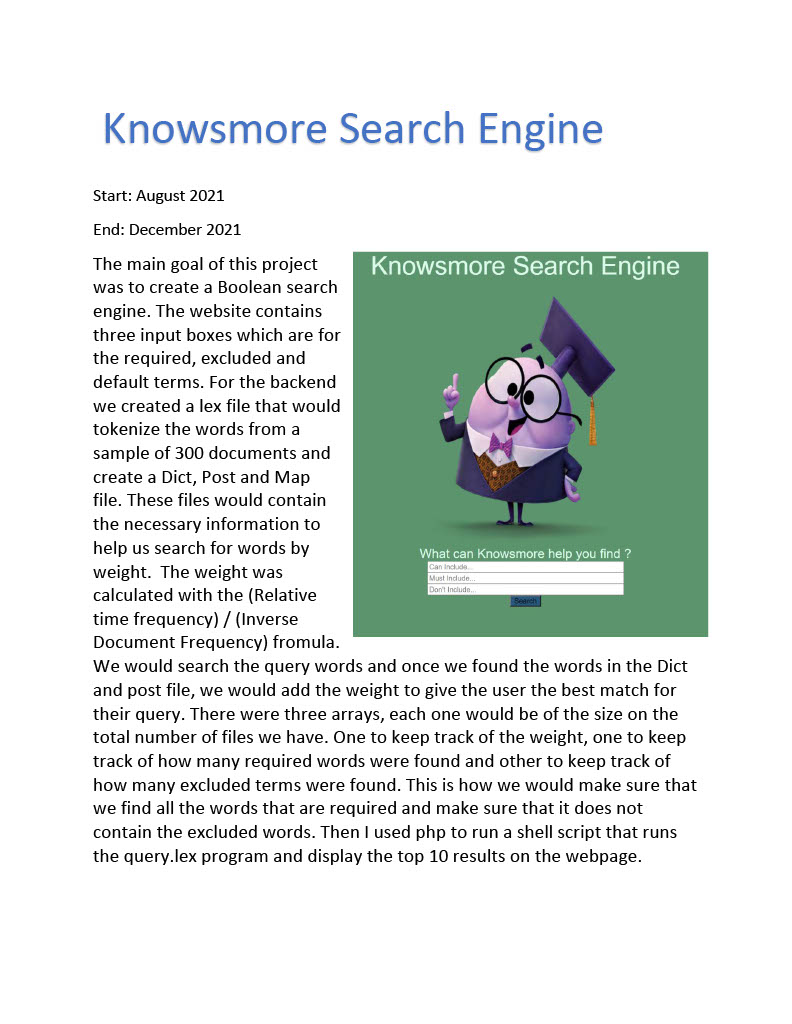 Knowsmore Search Engine
Start: August 2021
End: December 2021
The main goal of this project
was to create a Boolean search
engine. The website contains
three input boxes which are for
the required, excluded and
default terms. For the backend
we created a lex file that would
tokenize the words from a
sample of 300 documents and
create a Dict, Post and Map
file. These files would contain
the necessary information to
help us search for words by
weight.  The weight was
calculated with the (Relative
time frequency) / (Inverse
Document Frequency) fromula.
We would search the query words and once we found the words in the Dict
and post file, we would add the weight to give the user the best match for
their query. There were three arrays, each one would be of the size on the
total number of files we have. One to keep track of the weight, one to keep
track of how many required words were found and other to keep track of
how many excluded terms were found. This is how we would make sure that
we find all the words that are required and make sure that it does not
contain the excluded words. Then I used php to run a shell script that runs
the query.lex program and display the top 10 results on the webpage.
Knowsmore Search Engine
What can Knowsmore help you find ?
Can Include...
Must Include...
Don't Include...
Search